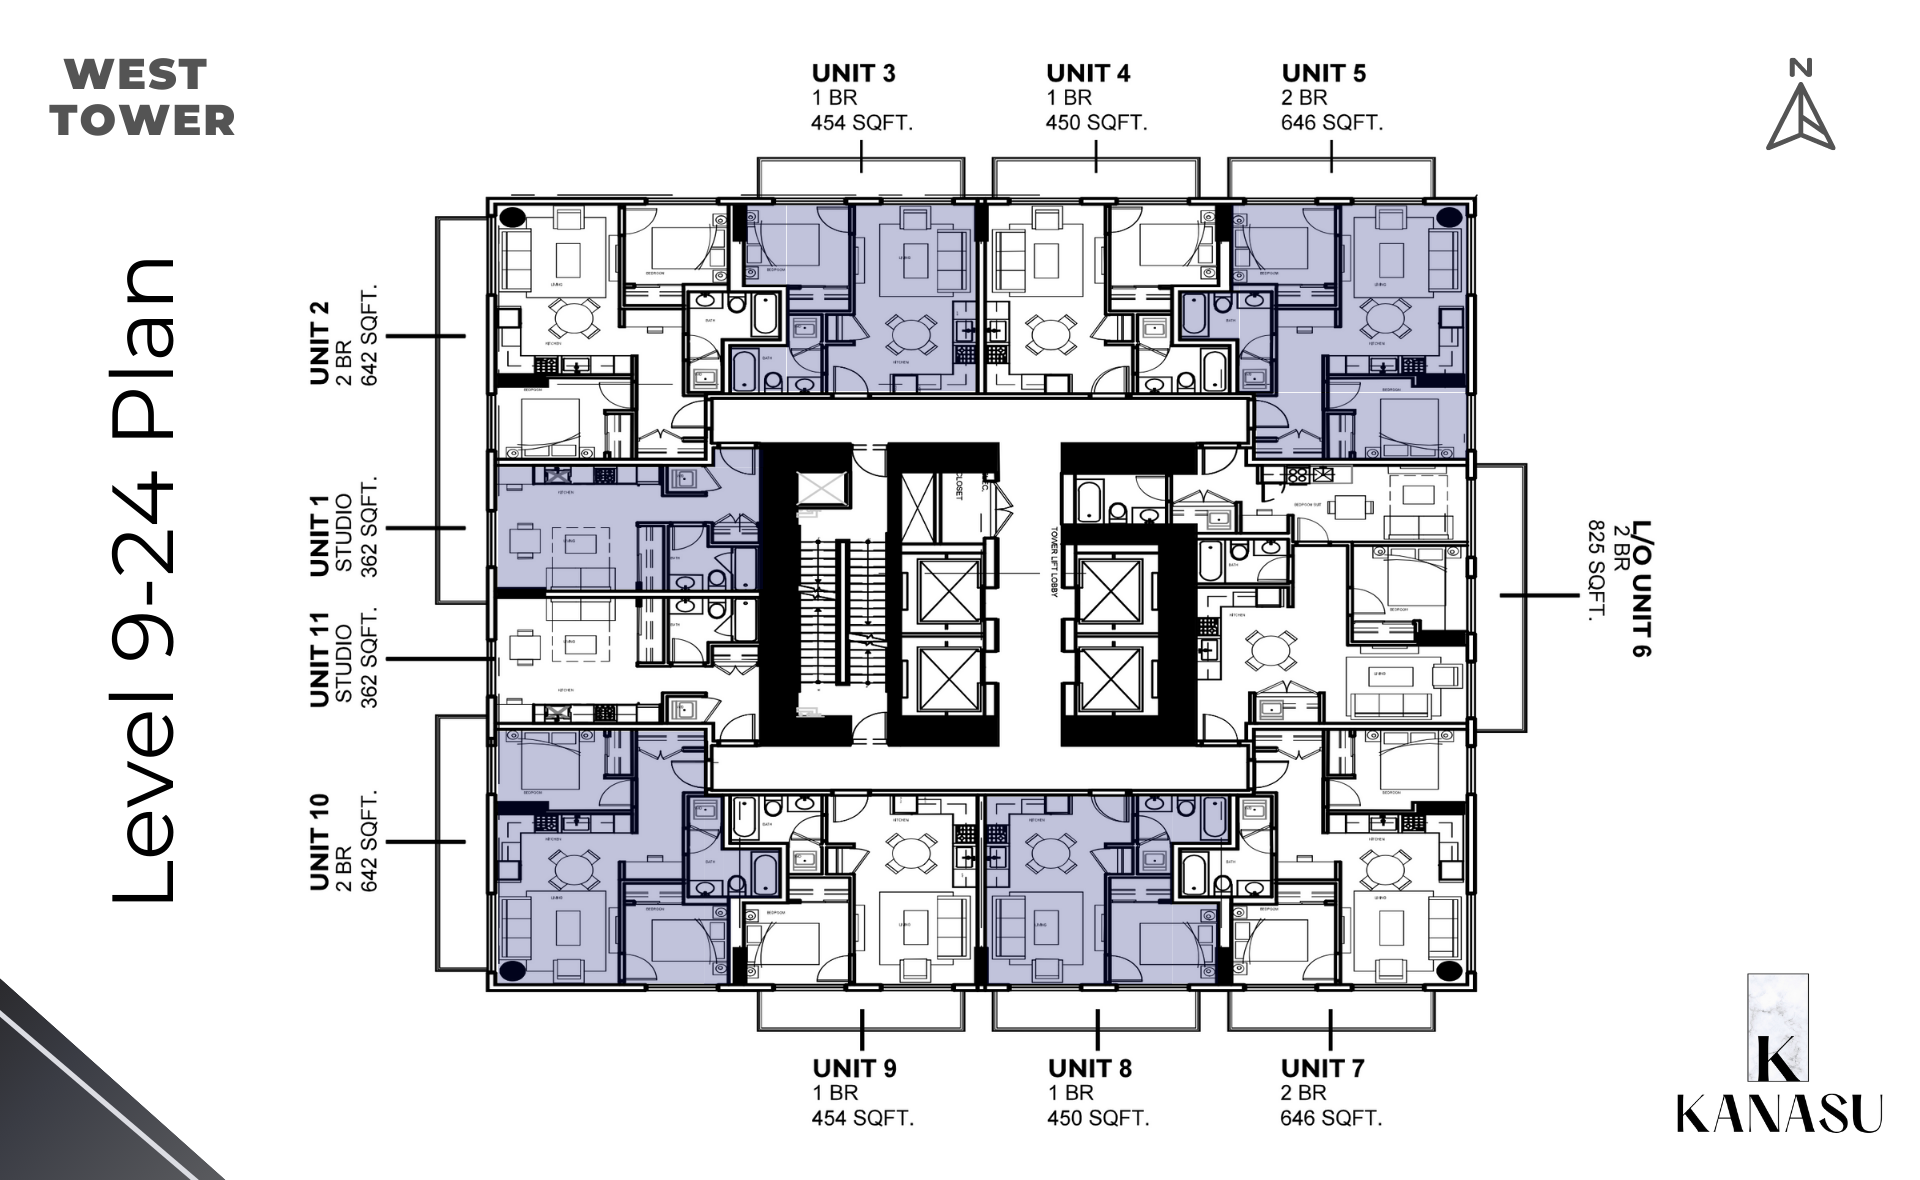 WEST
TOWER
Level 9-24 Plan
N
UNIT 3
1 BR
454 SQFT.
UNIT 4
1 BR
450 SQFT.
UNIT 5
2 BR
646 SQFT.
UNIT 2
2 BR
642 SQFT.
UNIT 1
STUDIO
362 SQFT.
UNIT 11
STUDIO
362 SQFT.
UNIT 10
2 BR
642 SQFT.
L/O UNIT 6
2 BR
825 SQFT.
CLOSET
TOWER LIFT LOBBY
UNIT 9
1 BR
454 SQFT.
UNIT 8
1 BR
450 SQFT.
UNIT 7
2 BR
646 SQFT.
K
KANASU